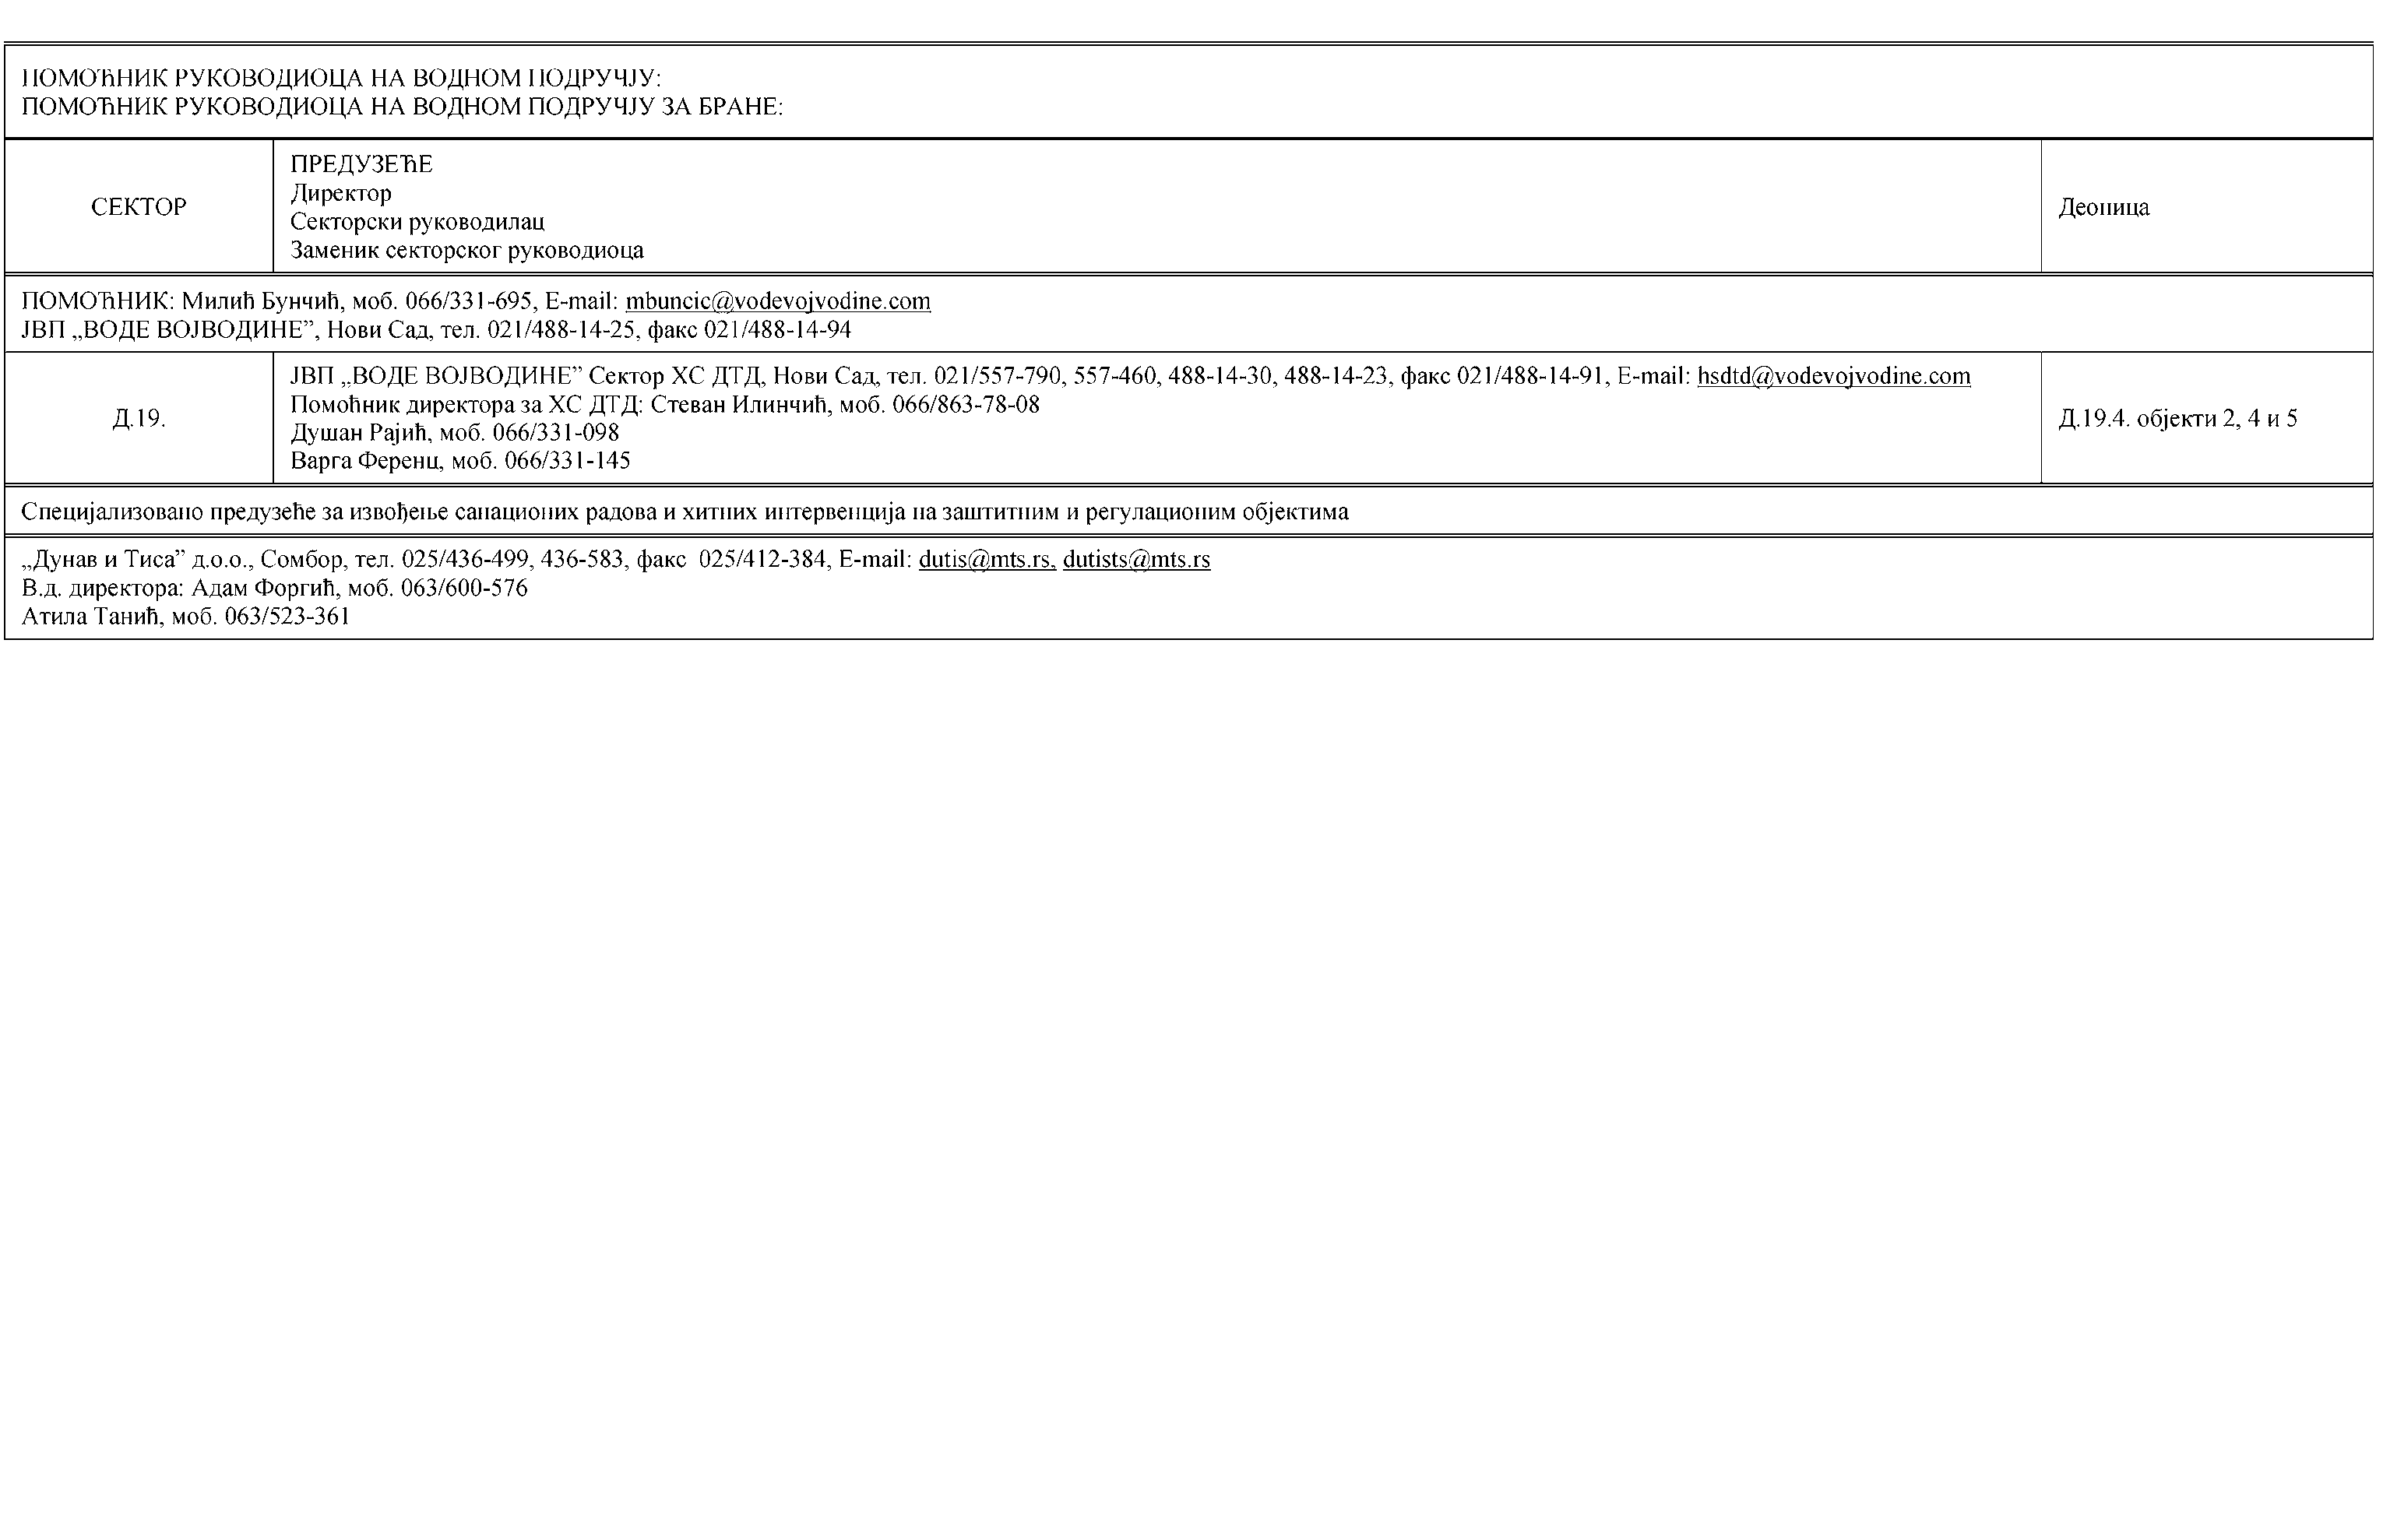 ПОМОЋНИК РУКОВОДИОЦА НА ВОДНОМ ПОДРУЧЈУ:
ПОМОЋНИК РУКОВОДИОЦА НА ВОДНОМ ПОДРУЧЈУ ЗА БРАНЕ:
СЕКТОР
ПРЕДУЗЕЋЕ
Директор
Секторски руководилац
Заменик секторског руководиоца
Деоница
ПОМОЋНИК: Милић Бунчић, моб. 066/331-695, E-mail: mbuncic@vodevojvodine.com
ЈВП „ВОДЕ ВОЈВОДИНЕ”, Нови Сад, тел. 021/488-14-25, факс 021/488-14-94
Д.19.
ЈВП „ВОДЕ ВОЈВОДИНЕ” Сектор ХС ДТД, Нови Сад, тел. 021/557-790, 557-460, 488-14-30, 488-14-23, факс 021/488-14-91, E-mail: hsdtd@vodevojvodine.com
Помоћник директора за ХС ДТД: Стеван Илинчић, моб. 066/863-78-08
Душан Рајић, моб. 066/331-098
Варга Ференц, моб. 066/331-145
Д.19.4. објекти 2, 4 и 5
Специјализовано предузеће за извођење санационих радова и хитних интервенција на заштитним и регулационим објектима
„Дунав и Тиса” д.о.о., Сомбор, тел. 025/436-499, 436-583, факс  025/412-384, E-mail: dutis@mts.rs, dutists@mts.rs
В.д. директора: Адам Форгић, моб. 063/600-576
Атила Танић, моб. 063/523-361